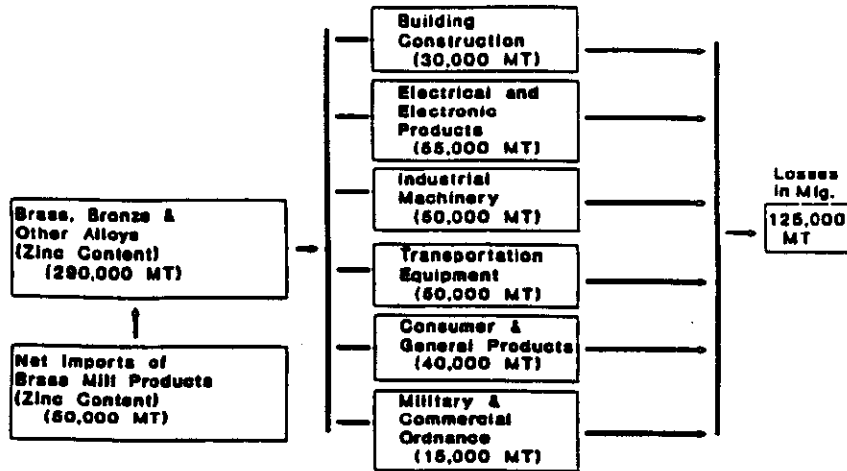 Building
Construction
(30,000 MT)
Electrical and
Electronic
Products
(55,000 MT)
Industrial
Machinery
(50,000 MT)
Transportation
Equipment
(50,000 MT)
Consumer &
General Products
(40,000 MT)
Military &
Commercial
Ordnance
(15,000 MT)
Brass, Bronze &
Other Alloys
(Zinc Content)
(290,000 MT)
Net Imports of
Brass Mill Products
(Zinc Content)
(50,000 MT)
Losses
in Mfg.
125,000
MT